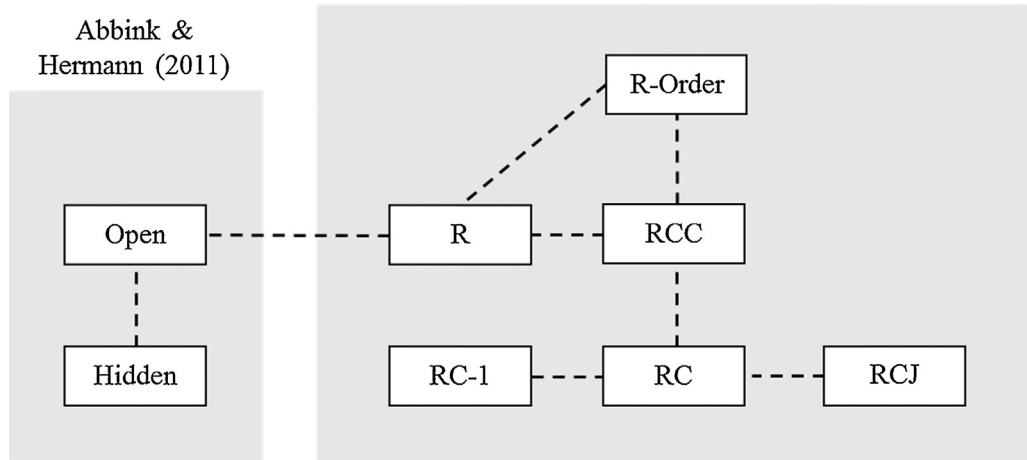 Abbink &
Hermann (2011)
R-Order
Open
R
RCC
Hidden
RC-1
RC
RCJ